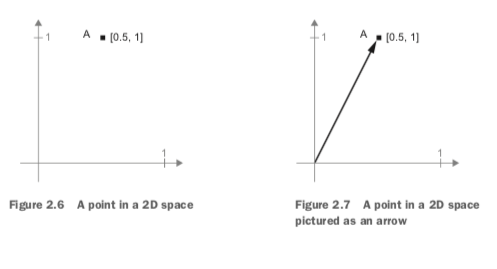 1
A [0.5, 1]
1
Figure 2.6 A point in a 2D space
1
A [0.5, 1]
1
Figure 2.7 A point in a 2D space
pictured as an arrow